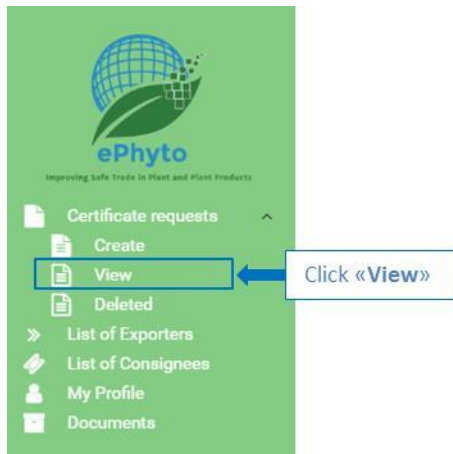 ePhyto
Improving Safe Trade in Plant and Plant Products
Certificate requests
Create
View
Click «View»
Deleted
List of Exporters
List of Consignees
My Profile
Documents